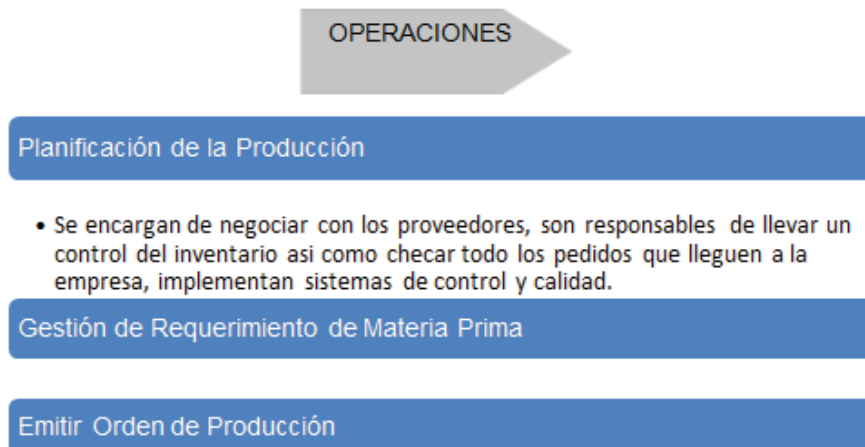 OPERACIONES
Planificación de la Producción
• Se encargan de negociar con los proveedores, son responsables de llevar un
control del inventario asi como checar todo los pedidos que lleguen a la
empresa, implementan sistemas de control y calidad.
Gestión de Requerimiento de Materia Prima
Emitir Orden de Producción